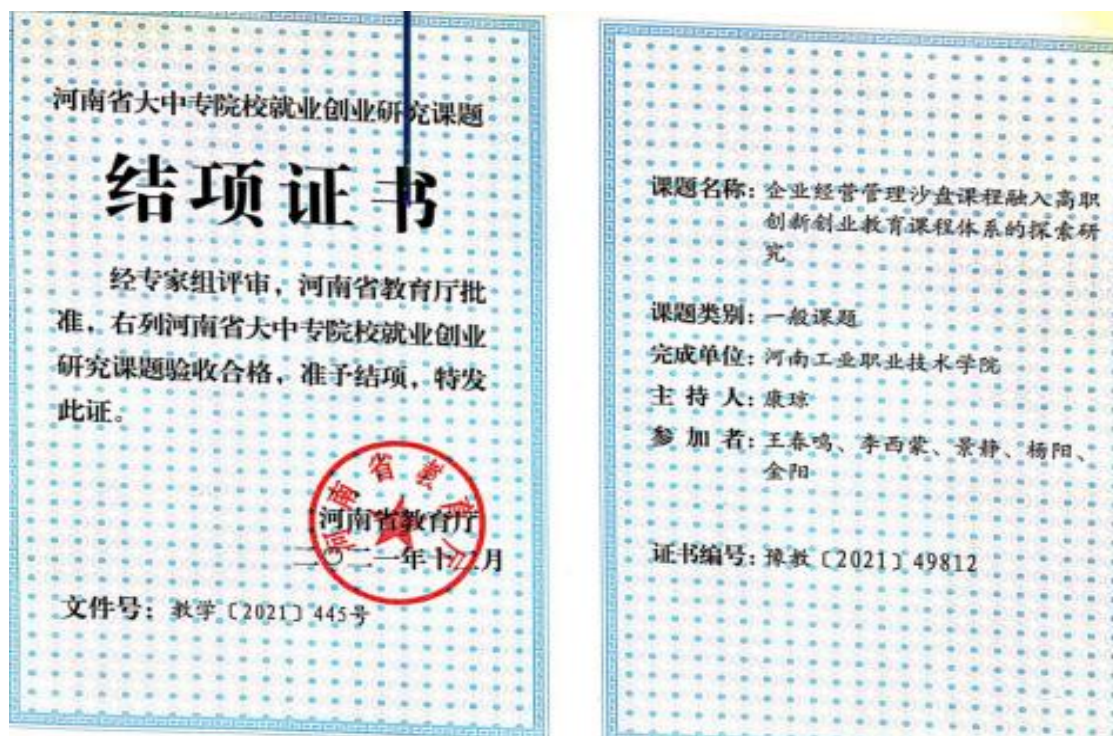 河南省大中专院校就业创业研究课题
结项证书
经专家组评审，河南省教育厅批
准，右列河南省大中专院校就业创业
研究课题验收合格，准予结项，特发
此证。
河南省教育厅
河南省教育厅
二〇二一年十二月
文件号：教学〔2021〕445号
课题名称：企业经营管理沙盘课程融入高职
创新创业教育课程体系的探索研
究
课题类别：一般课题
完成单位：河南工业职业技术学院
主持人：康琼
参加者：王春鸣、李西蒙、景静、杨阳、
金阳
证书编号：豫教〔2021〕49812